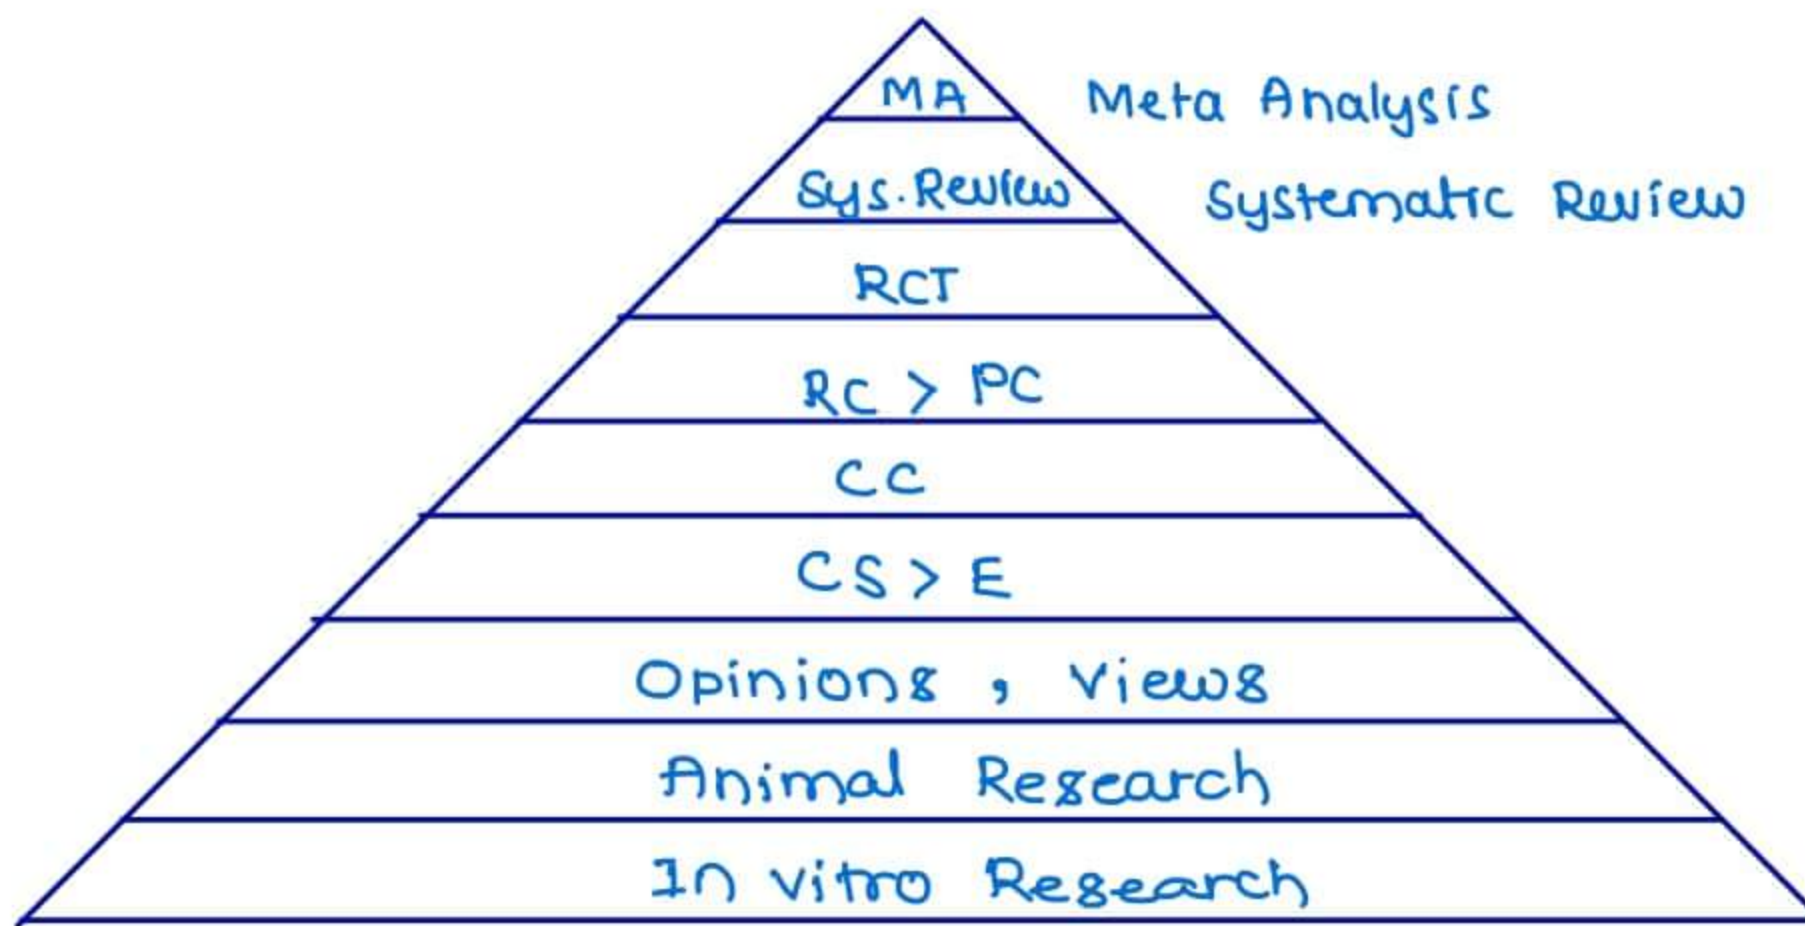 MA Meta Analysis
Sys. Review Systematic Review
RCT
RC > PC
CC
CS > E
Opinions, Views
Animal Research
In vitro Research